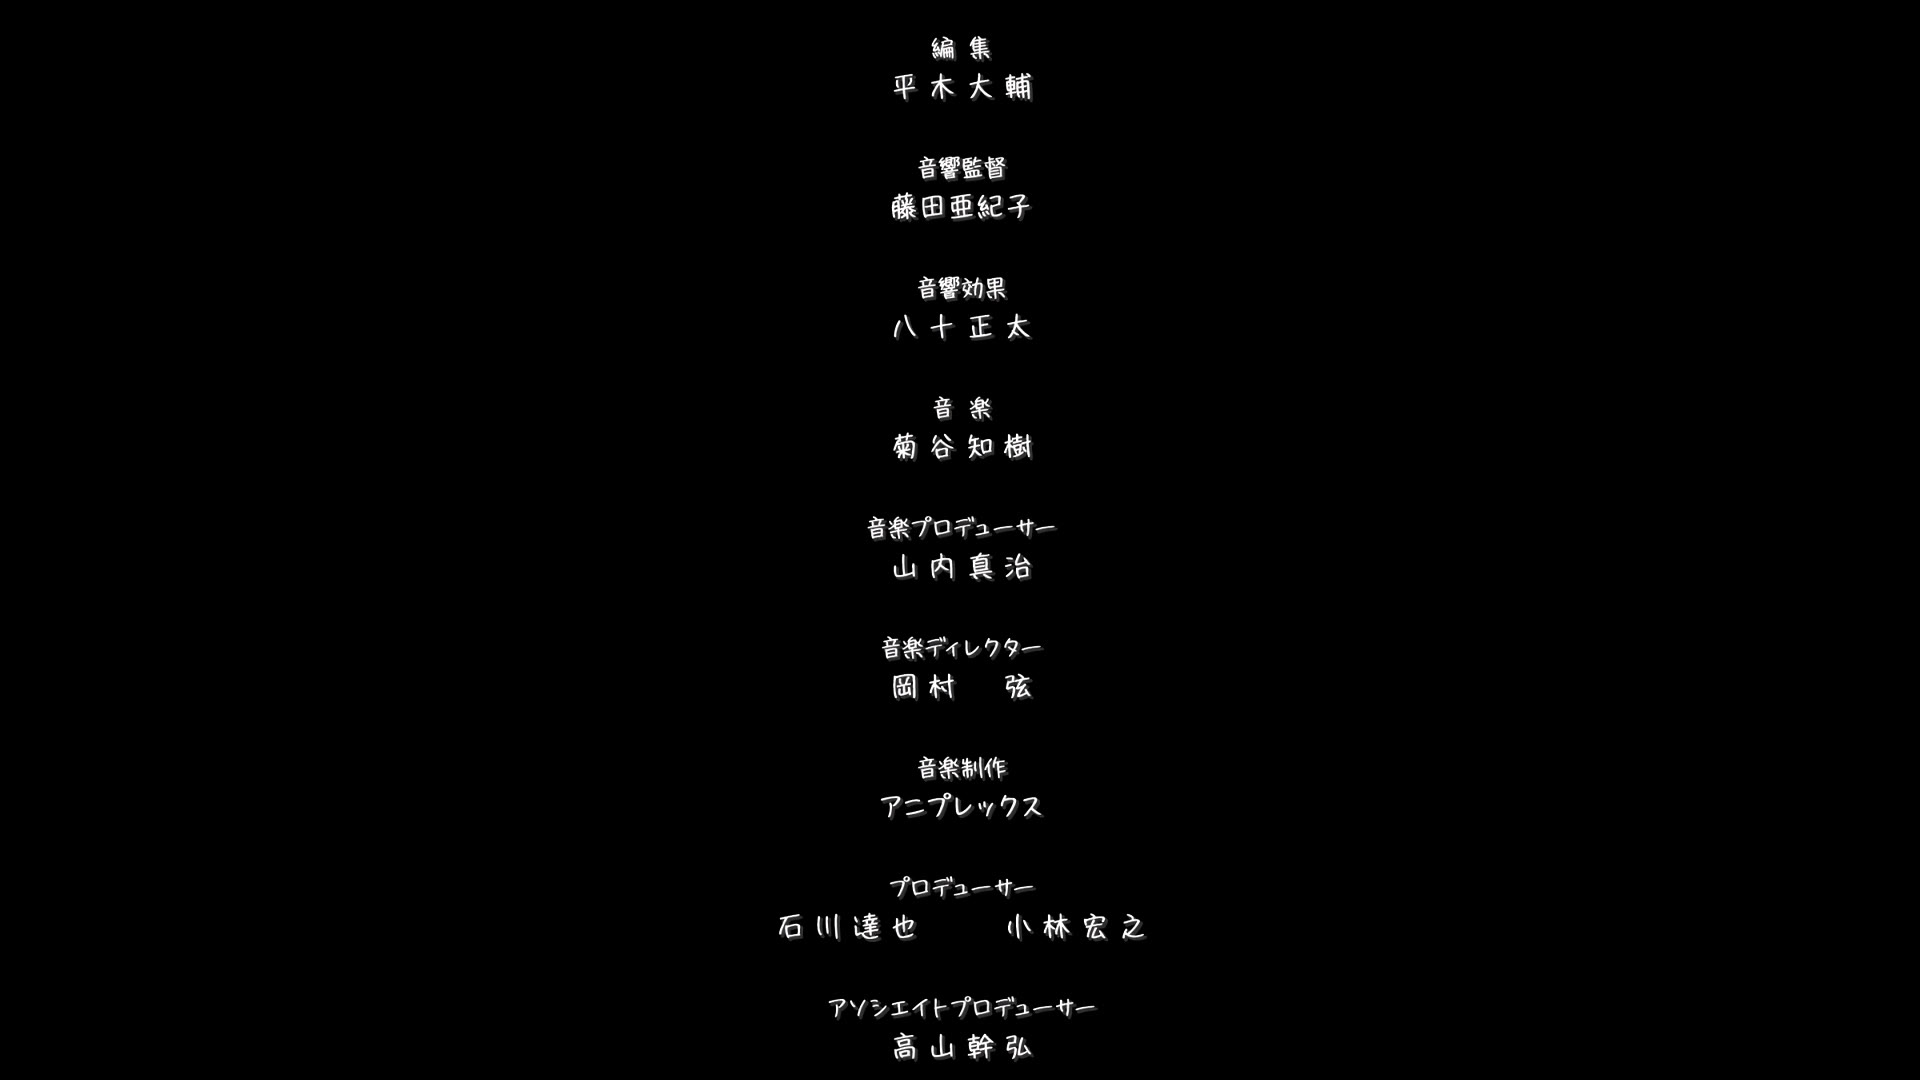 編 集
平 木 大 輔
音響監督
藤田亜紀子
音響効果
八 十 正 太
音 楽
菊 谷 知 樹
音楽プロデューサー
山 内 真 治
音楽ディレクター
岡 村　 弦
音楽制作
アニプレックス
プロデューサー
石 川 達 也　　小 林 宏 之
アソシエイトプロデューサー
高 山 幹 弘